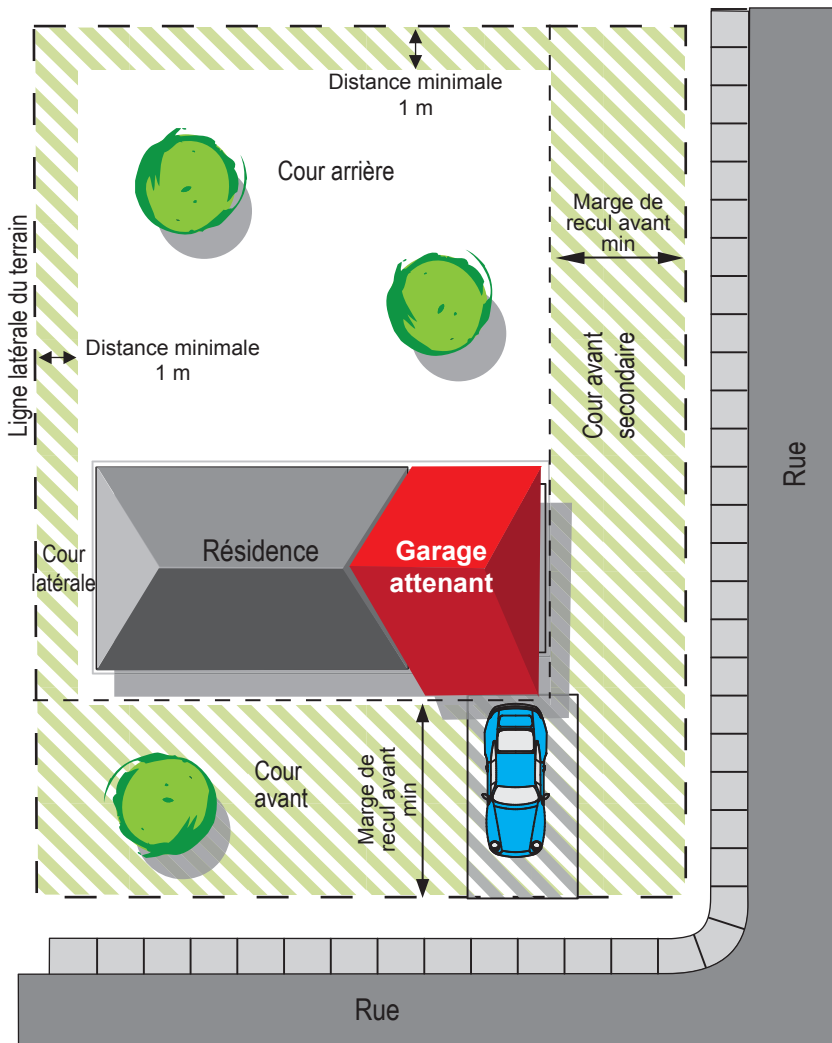 Distance minimale
1 m
Cour arrière
Marge de
recul avant
min
Ligne latérale du terrain
Distance minimale
1 m
Cour avant
secondaire
Rue
Résidence
Garage
attenant
Cour
latérale
Cour
avant
Marge de
recul avant
min
Rue